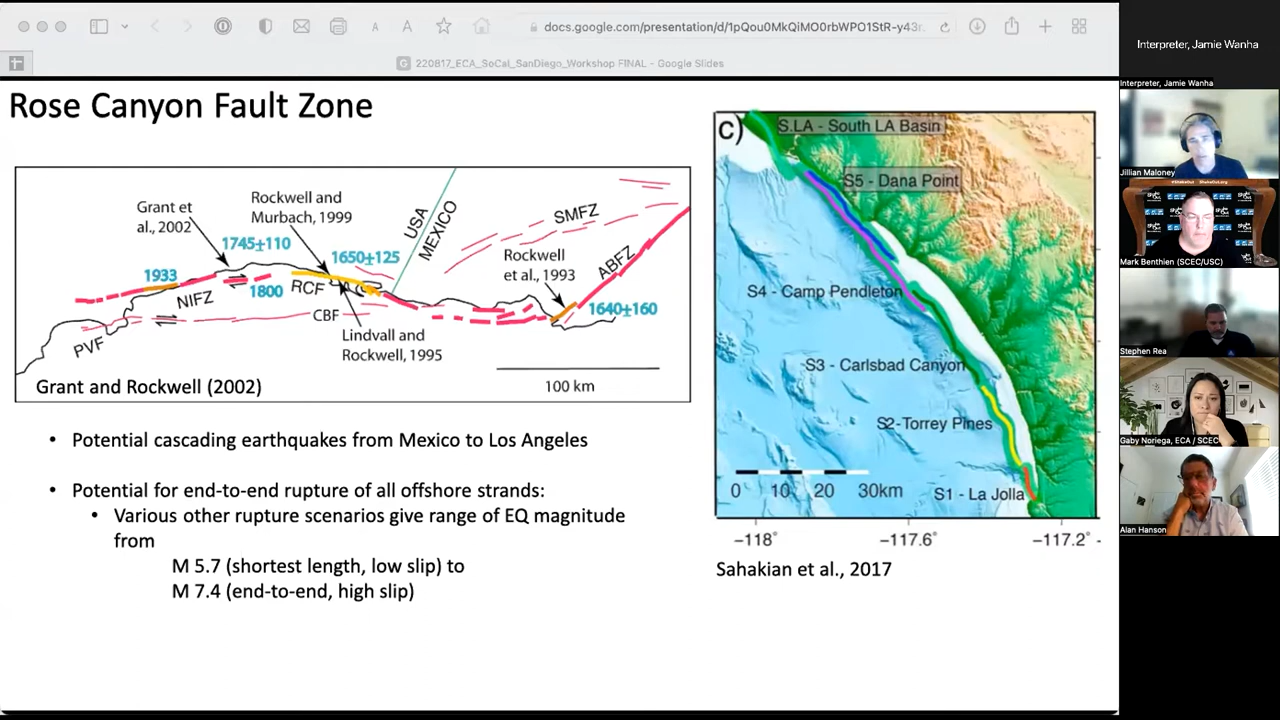 docs.google.com/presentation/d/1pQou0MkQiMO0rbWPO1StR-y43r.
220817_ECA_SoCal_SanDiego_Workshop FINAL - Google Slides
Rose Canyon Fault Zone
Grant et
al., 2002
Rockwell and
Murbach, 1999
1745±110
1650±125
USA
MEXICO
SMFZ
Rockwell
et al., 1993
ABFZ
1933
1800
NIFZ
RCF
CBF
PVF
1640±160
Lindvall and
Rockwell, 1995
100 km
Grant and Rockwell (2002)
• Potential cascading earthquakes from Mexico to Los Angeles
• Potential for end-to-end rupture of all offshore strands:
• Various other rupture scenarios give range of EQ magnitude
from
M 5.7 (shortest length, low slip) to
M 7.4 (end-to-end, high slip)
c)
S.LA - South LA Basin
S5 - Dana Point
S4 - Camp Pendleton
S3 - Carlsbad Canyon
S2-Torrey Pines
S1 - La Jolla
0 10 20 30km
−118°
−117.6°
−117.2°
Sahakian et al., 2017
Interpreter, Jamie Wanha
Interpreter, Jamie Wanha
Jillian Maloney
Mark Benthien (SCEC/USC)
Stephen Rea
Gaby Noriega, ECA / SCEC
Alan Hanson